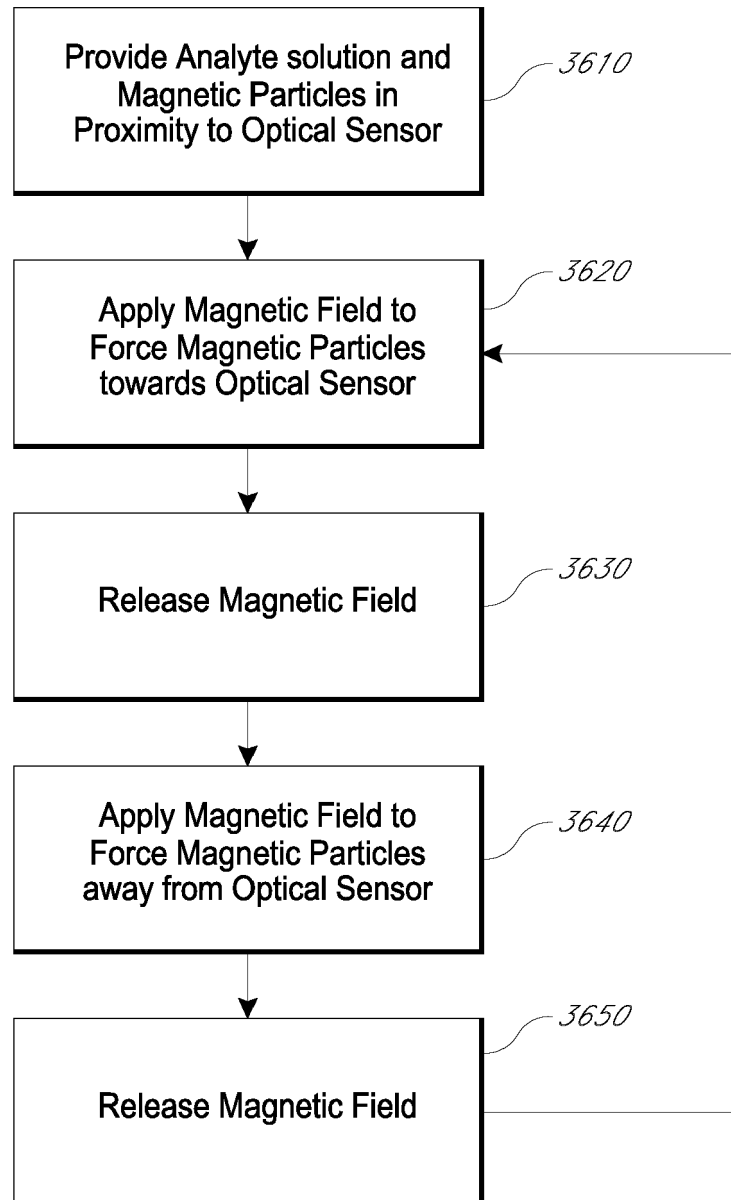 Provide Analyte solution and
Magnetic Particles in
Proximity to Optical Sensor
3610
Apply Magnetic Field to
Force Magnetic Particles
towards Optical Sensor
3620
Release Magnetic Field
3630
Apply Magnetic Field to
Force Magnetic Particles
away from Optical Sensor
3640
Release Magnetic Field
3650